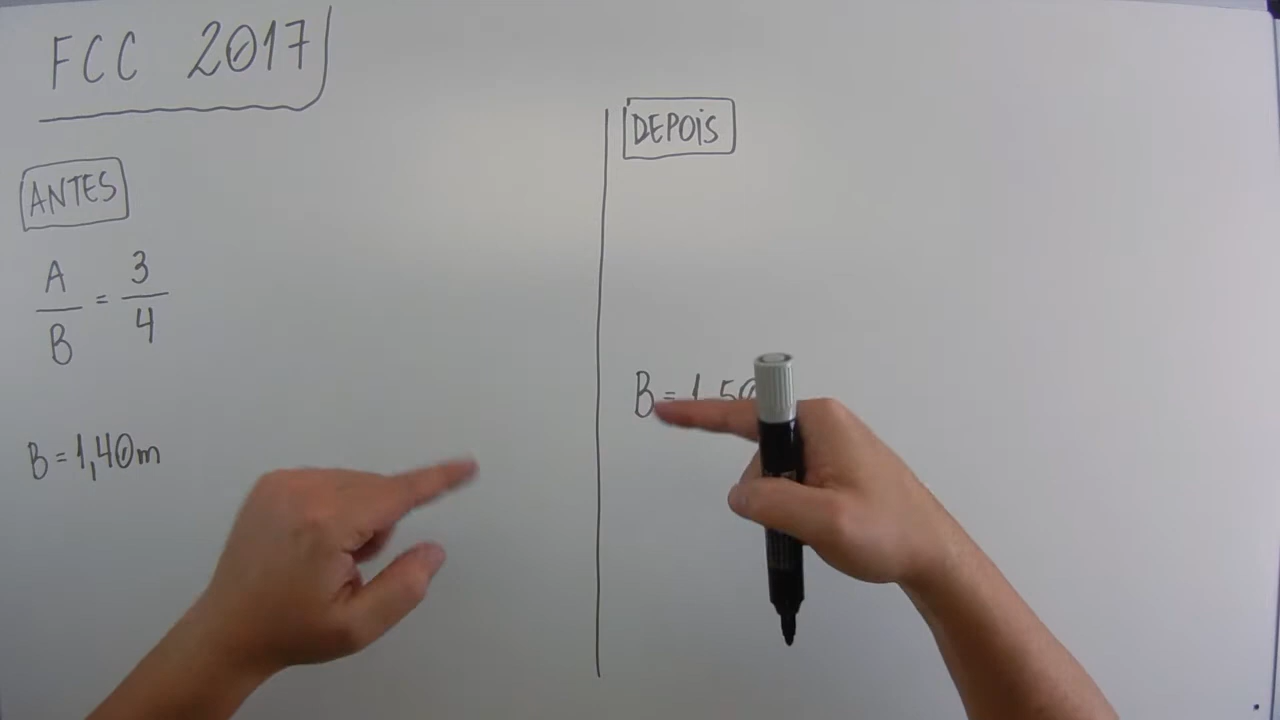 FCC 2017
ANTES
A/B = 3/4
B = 1,40m
DEPOIS
B = 1,50